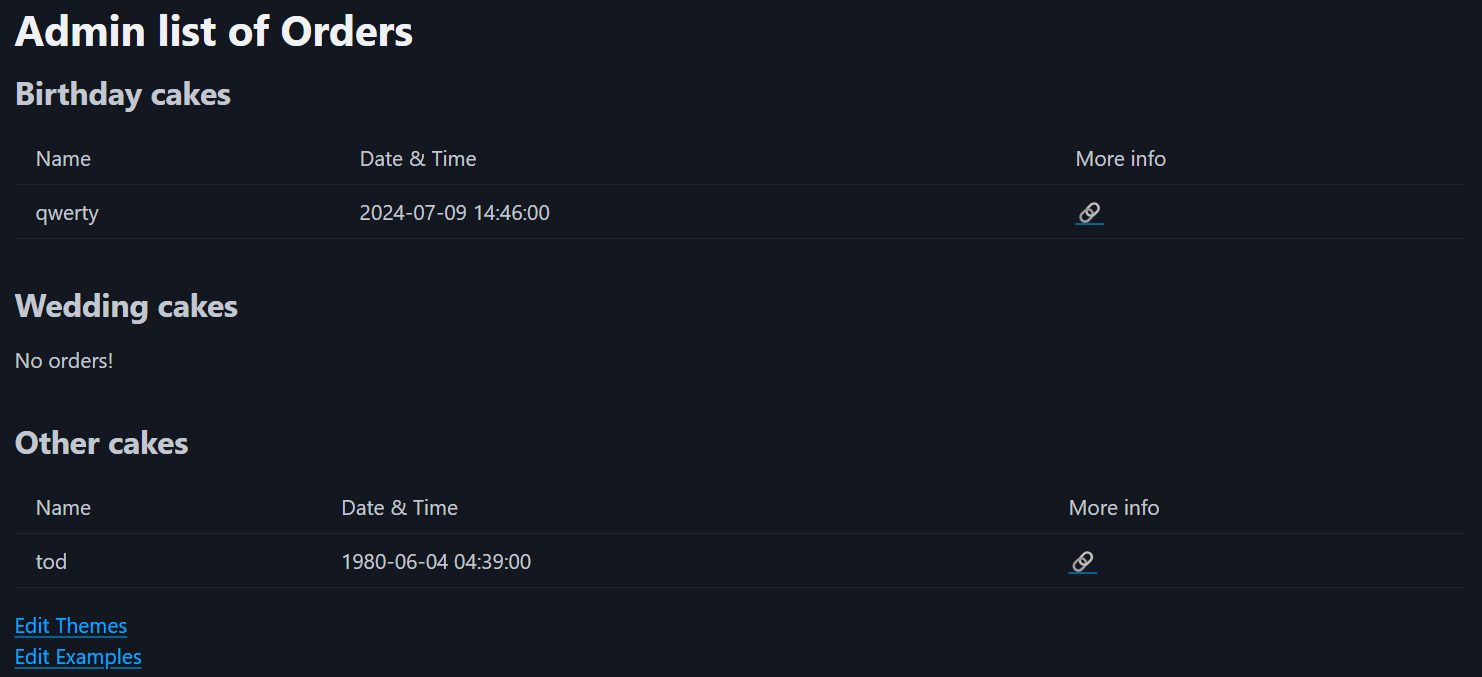 Admin list of Orders
Birthday cakes
Name Date & Time More info
qwerty 2024-07-09 14:46:00
Wedding cakes
No orders!
Other cakes
Name Date & Time More info
tod 1980-06-04 04:39:00
Edit Themes
Edit Examples